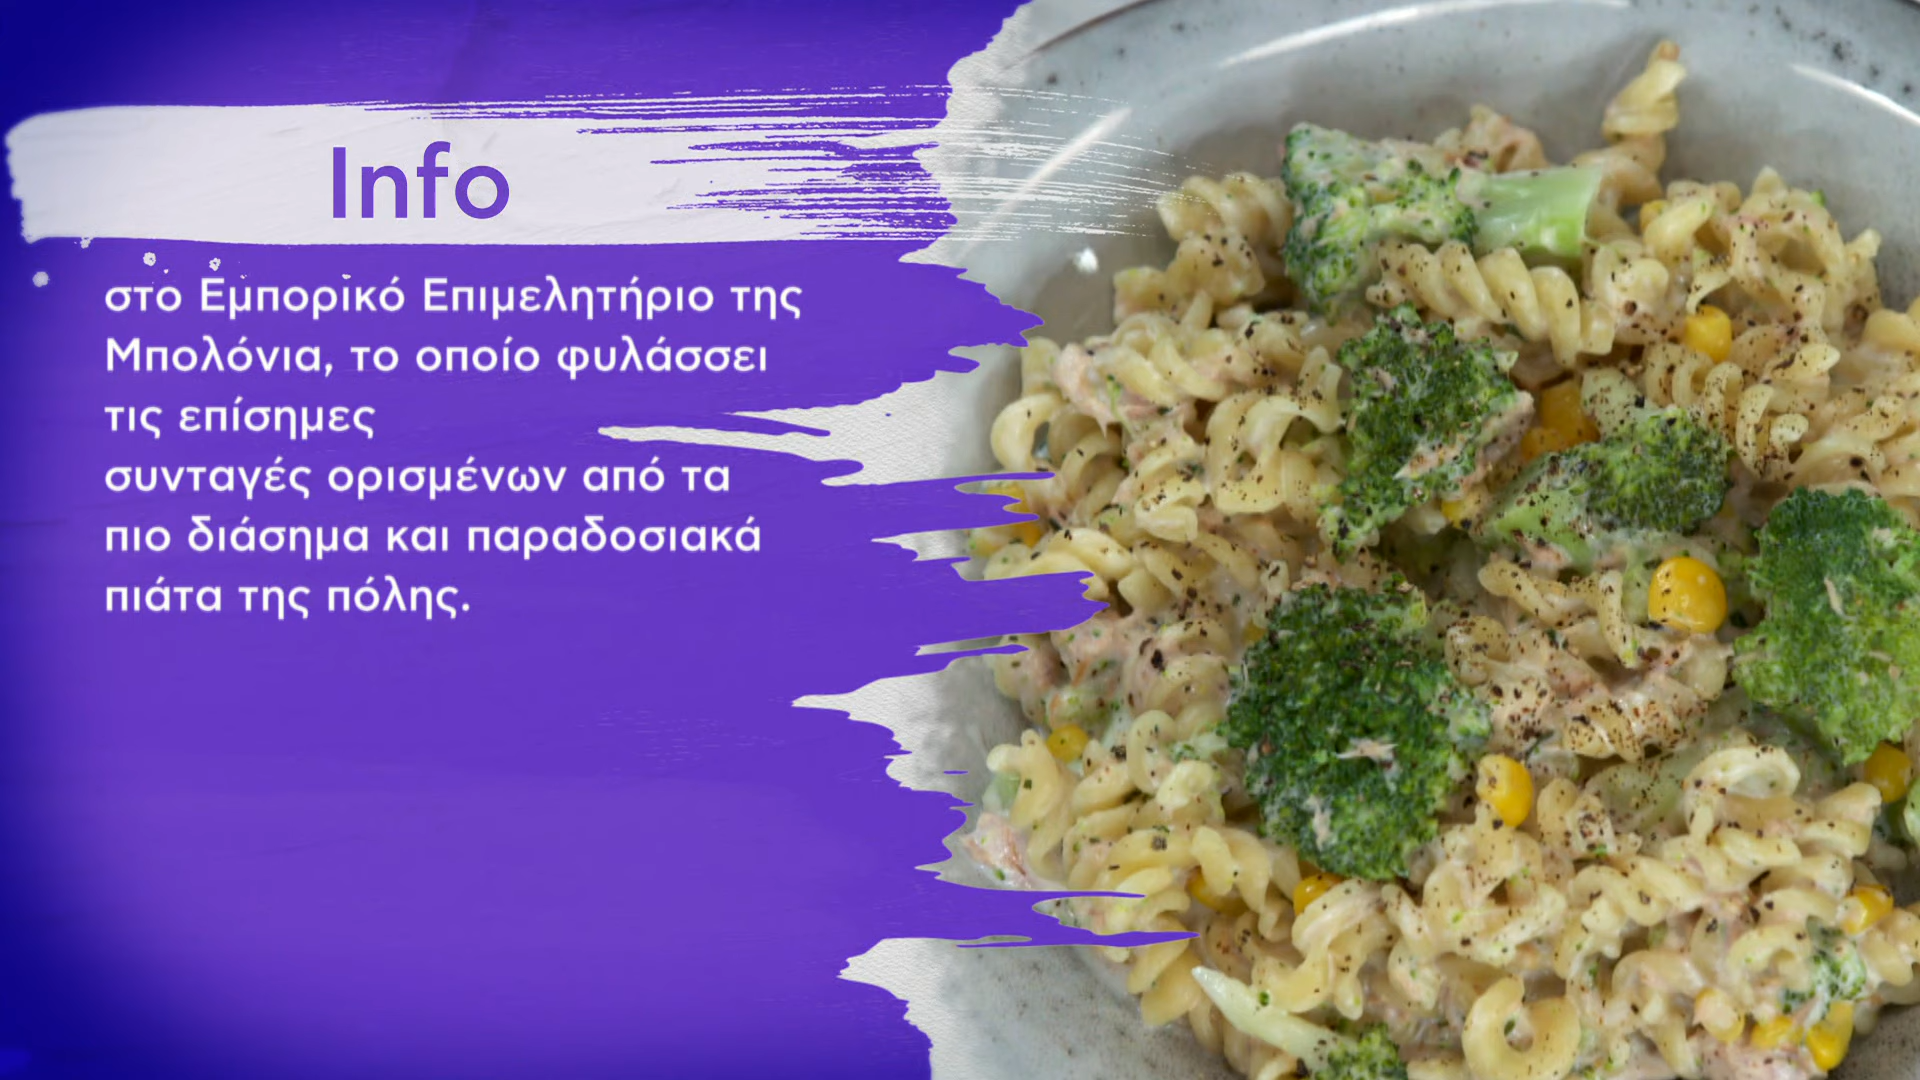 Info
στο Εμπορικό Επιμελητήριο της
Μπολόνια, το οποίο φυλάσσει
τις επίσημες
συνταγές ορισμένων από τα
πιο διάσημα και παραδοσιακά
πιάτα της πόλης.